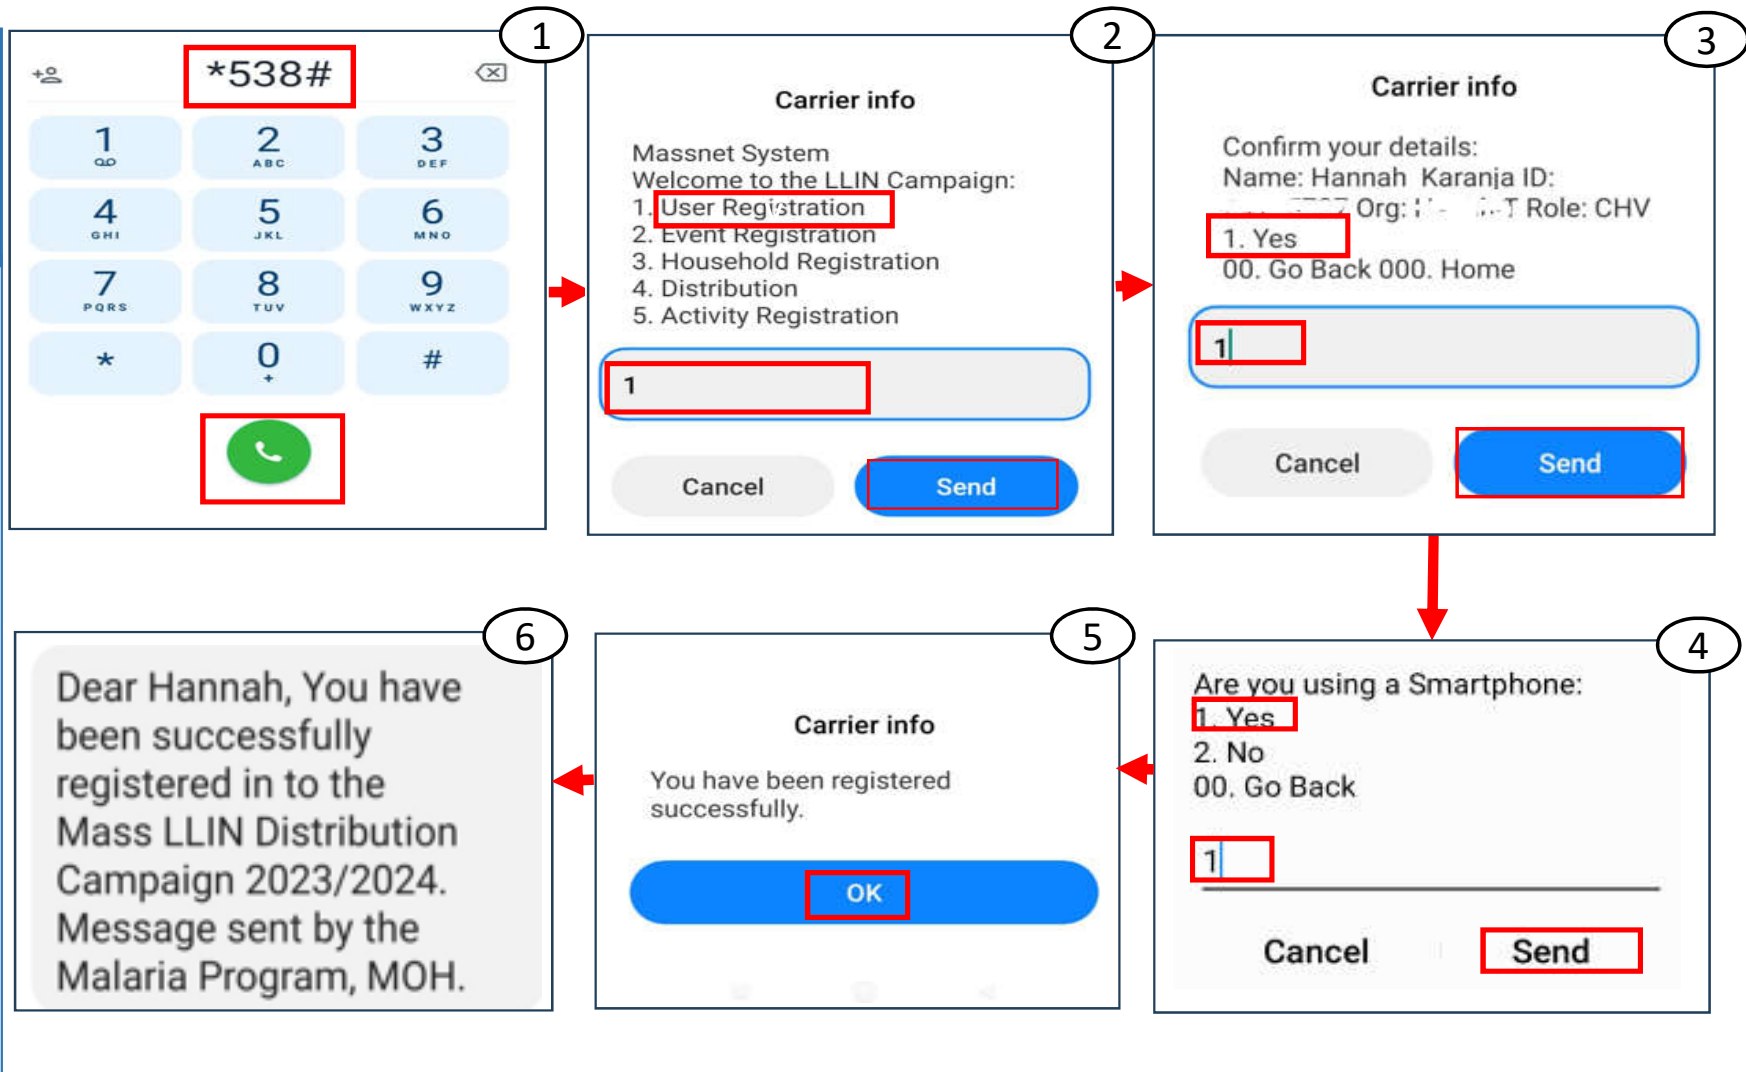 1
*538#
1
2
ABC
3
DEF
4
GHI
5
JKL
6
MNO
7
PQRS
8
TUV
9
WXYZ
*
0
+
#
2
Carrier info
Massnet System
Welcome to the LLIN Campaign:
1. User Registration
2. Event Registration
3. Household Registration
4. Distribution
5. Activity Registration
1
Cancel
Send
3
Carrier info
Confirm your details:
Name: Hannah Karanja ID:
Org: T Role: CHV
1. Yes
00. Go Back 000. Home
1
Cancel
Send
4
Are you using a Smartphone:
1. Yes
2. No
00. Go Back
1
Cancel
Send
5
Carrier info
You have been registered
successfully.
OK
6
Dear Hannah, You have
been successfully
registered in to the
Mass LLIN Distribution
Campaign 2023/2024.
Message sent by the
Malaria Program, MOH.